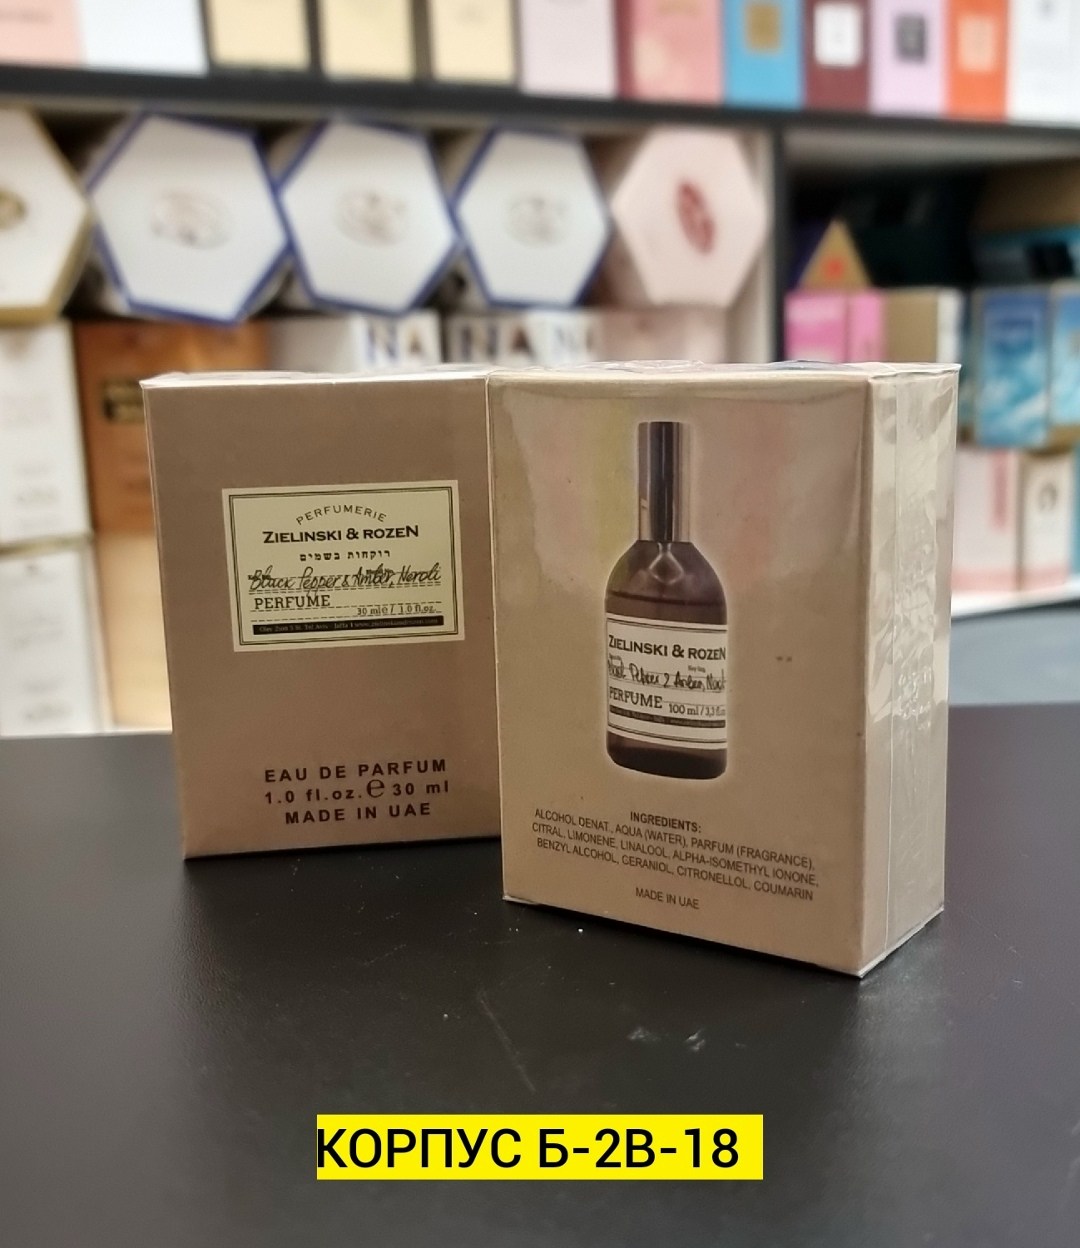 PERFUMERIE
ZIELINSKI & ROZEN
רוקחות בשמים
Black Pepper & Amber, Neroli
PERFUME
30 ml e / 1.0 fl.oz.
EAU DE PARFUM
1.0 fl.oz. e 30 ml
MADE IN UAE
ZIELINSKI & ROZEN
PERFUME 100 ml / 3,3 fl.
INGREDIENTS:
ALCOHOL DENAT., AQUA (WATER), PARFUM (FRAGRANCE),
CITRAL, LIMONENE, LINALOOL, ALPHA-ISOMETHYL IONONE,
BENZYL ALCOHOL, GERANIOL, CITRONELLOL, COUMARIN
MADE IN UAE
КОРПУС Б-2В-18